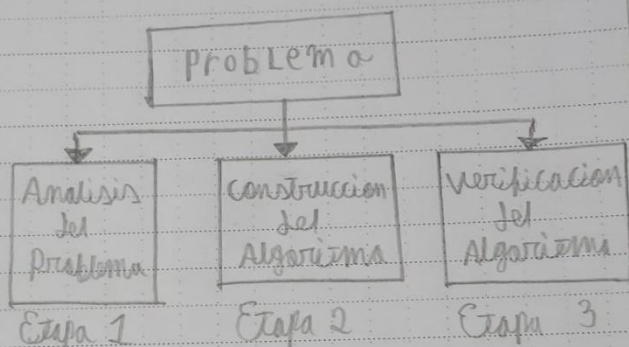 Problema
Analisis
del
Problema
Construccion
del
Algoritmo
Verificacion
del
Algoritmo
Etapa 1
Etapa 2
Etapa 3